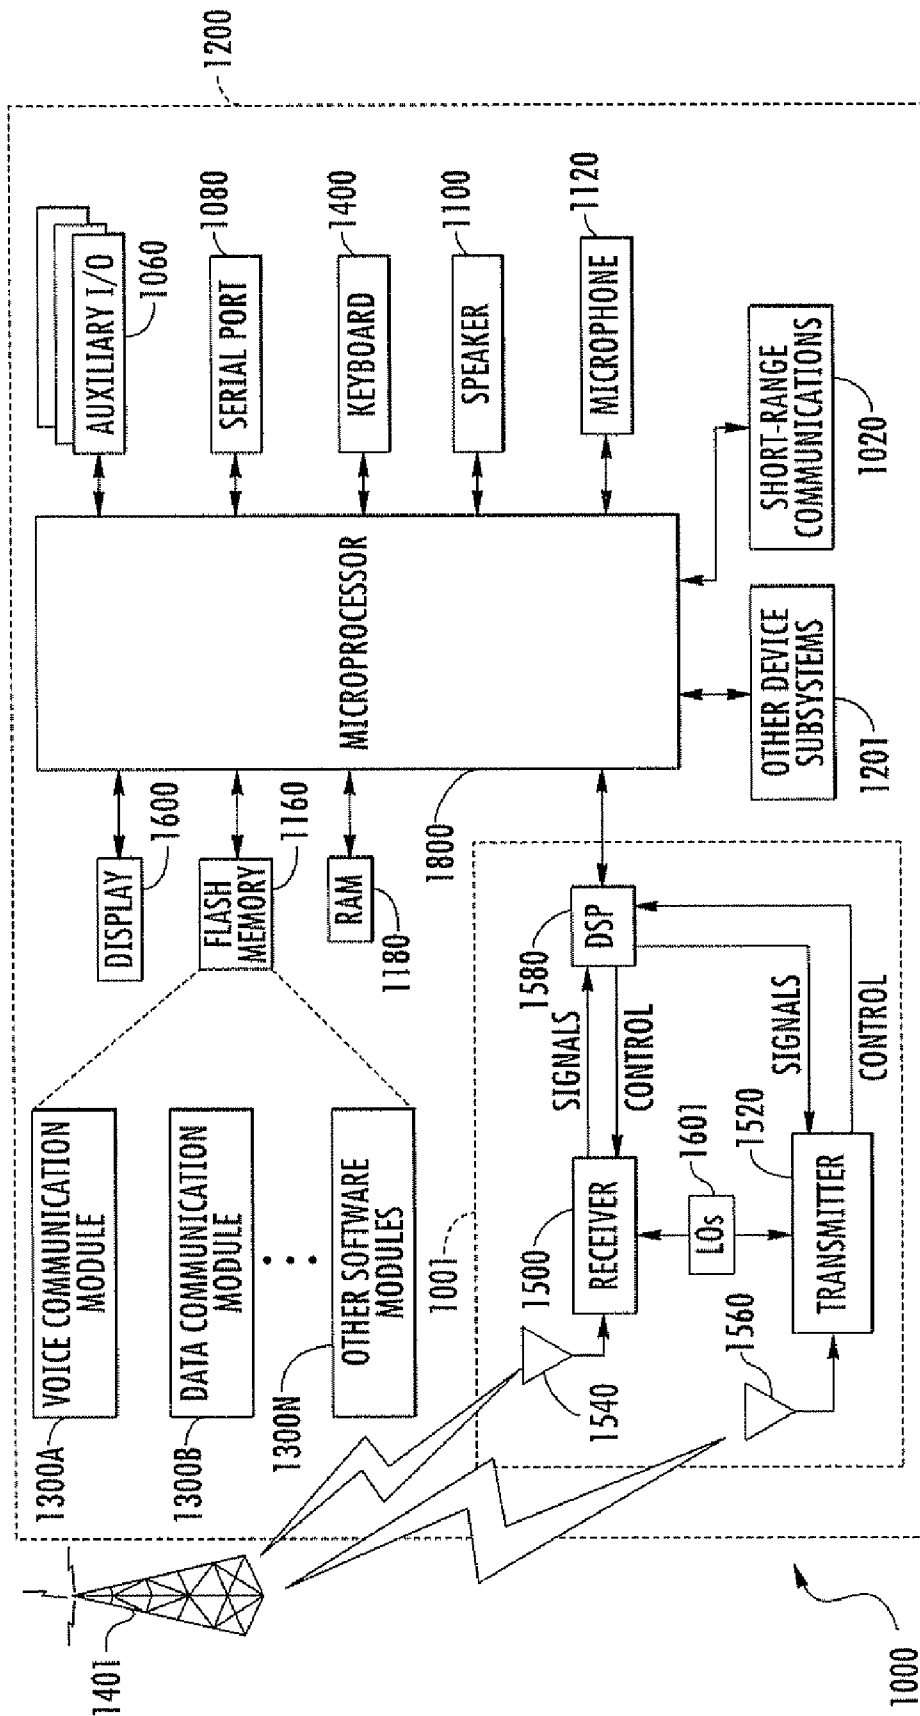 1401
1300A
VOICE COMMUNICATION
MODULE
1300B
DATA COMMUNICATION
MODULE
1300N
OTHER SOFTWARE
MODULES
DISPLAY
1600
FLASH
MEMORY
1160
RAM
1180
MICROPROCESSOR
1800
AUXILIARY I/O
1060
SERIAL PORT
1080
KEYBOARD
1400
SPEAKER
1100
MICROPHONE
1120
1200
1001
1500
RECEIVER
1540
SIGNALS
CONTROL
1580
DSP
LOs
1601
1560
TRANSMITTER
1520
SIGNALS
CONTROL
OTHER DEVICE
SUBSYSTEMS
1201
SHORT-RANGE
COMMUNICATIONS
1020
1000